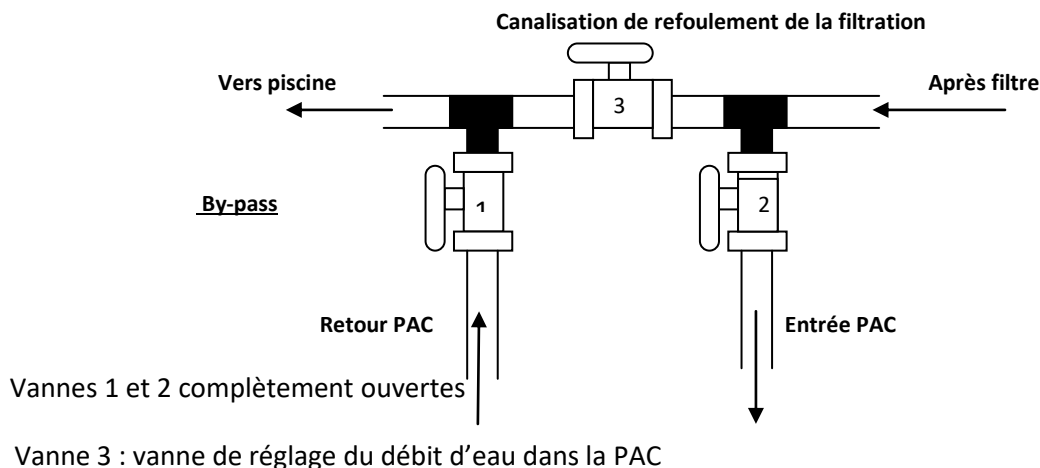 Canalisation de refoulement de la filtration
Vers piscine
Après filtre
3
By-pass
1
2
Retour PAC
Entrée PAC
Vannes 1 et 2 complètement ouvertes
Vanne 3 : vanne de réglage du débit d’eau dans la PAC